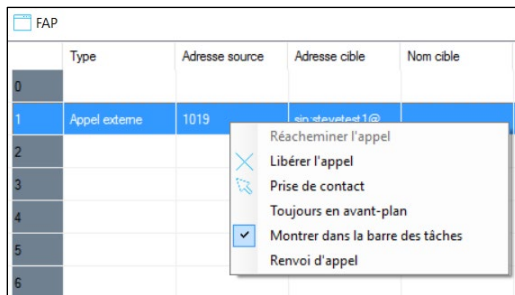 FAP
Type Adresse source Adresse cible Nom cible
0
1 Appel externe 1019 sip:stevetest1@
Réacheminer l'appel
2 Libérer l'appel
3 Prise de contact
4 Toujours en avant-plan
Montrer dans la barre des tâches
5 Renvoi d'appel
6